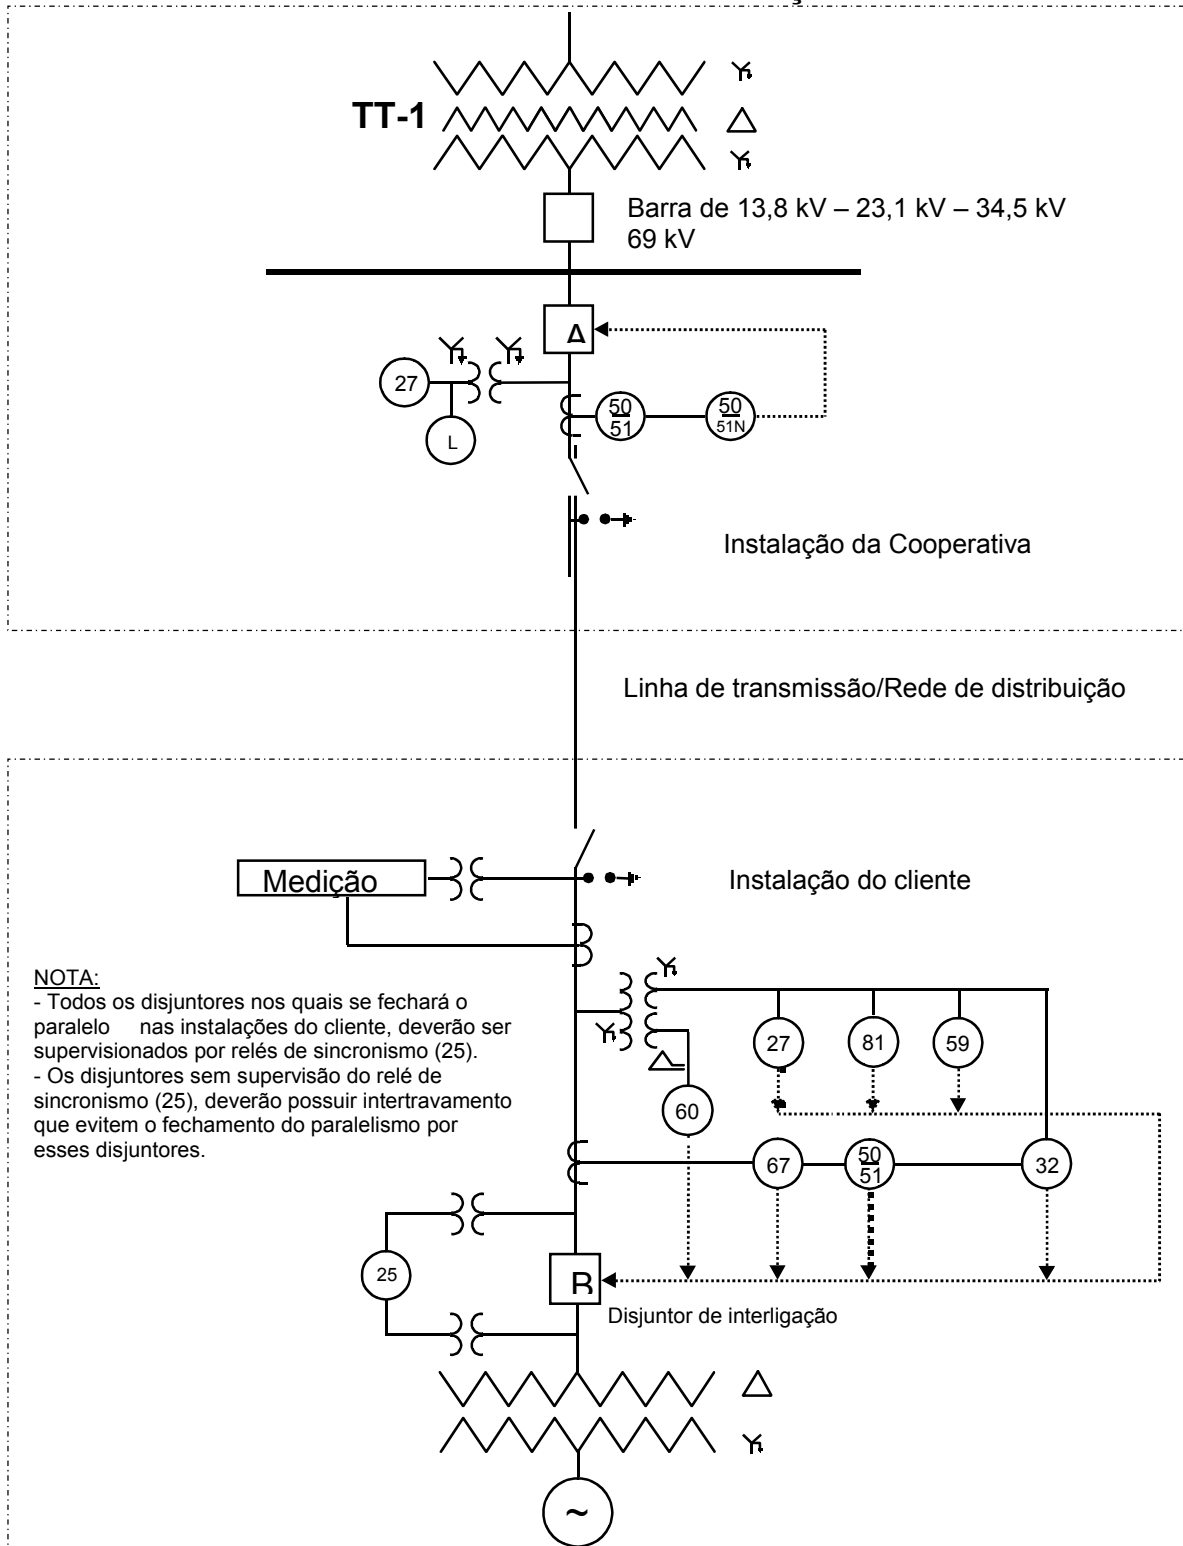 TT-1
Barra de 13,8 kV – 23,1 kV – 34,5 kV
69 kV
A
27
50
51
50
51N
L
Instalação da Cooperativa
Linha de transmissão/Rede de distribuição
Medição
Instalação do cliente
NOTA:
- Todos os disjuntores nos quais se fechará o
paralelo nas instalações do cliente, deverão ser
supervisionados por relés de sincronismo (25).
- Os disjuntores sem supervisão do relé de
sincronismo (25), deverão possuir intertravamento
que evitem o fechamento do paralelismo por
esses disjuntores.
27
81
59
60
67
50
51
32
25
B
Disjuntor de interligação
~